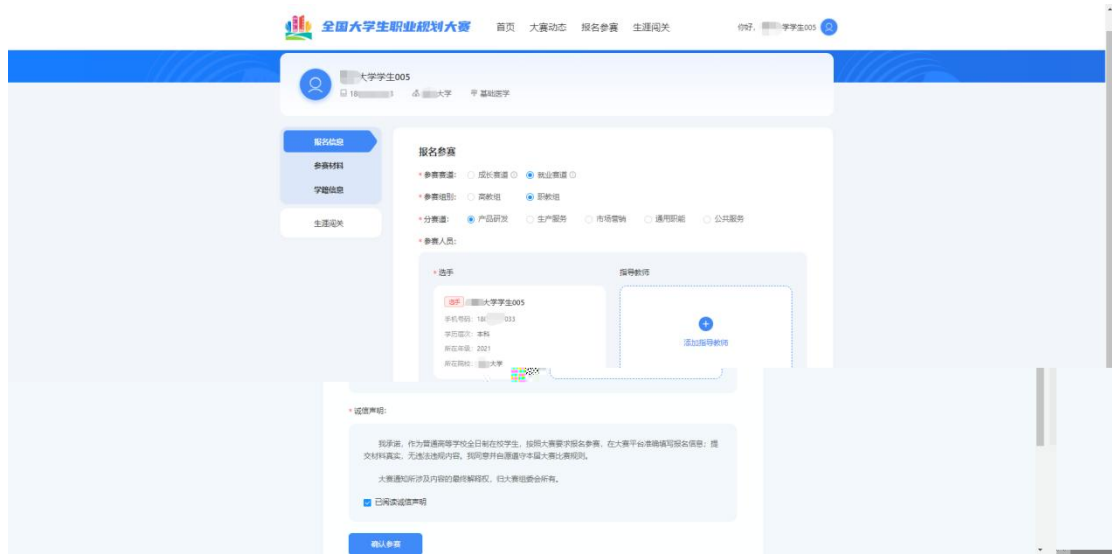 全国大学生职业规划大赛 首页 大赛动态 报名参赛 生涯闯关 你好，学学生005
大学学生005
18 3 大学 基础医学
报名信息
参赛材料
学籍信息
生涯闯关
报名参赛
* 参赛赛道： 成长赛道 就业赛道
* 参赛组别： 高教组 职教组
* 分赛道： 产品研发 生产服务 市场营销 通用职能 公共服务
* 参赛人员：
* 选手 指导教师
选手 大学学生005
手机号码：18 033
学历层次：本科
所在年级：2021
所在院校：大学
添加指导教师
* 诚信声明：
我承诺，作为普通高等学校全日制在校学生，按照大赛要求报名参赛，在大赛平台准确填写报名信息；提
交材料真实，无违法违规内容。我同意并自愿遵守本届大赛比赛规则。
大赛通知所涉及内容的最终解释权，归大赛组委会所有。
已阅读诚信声明
确认参赛